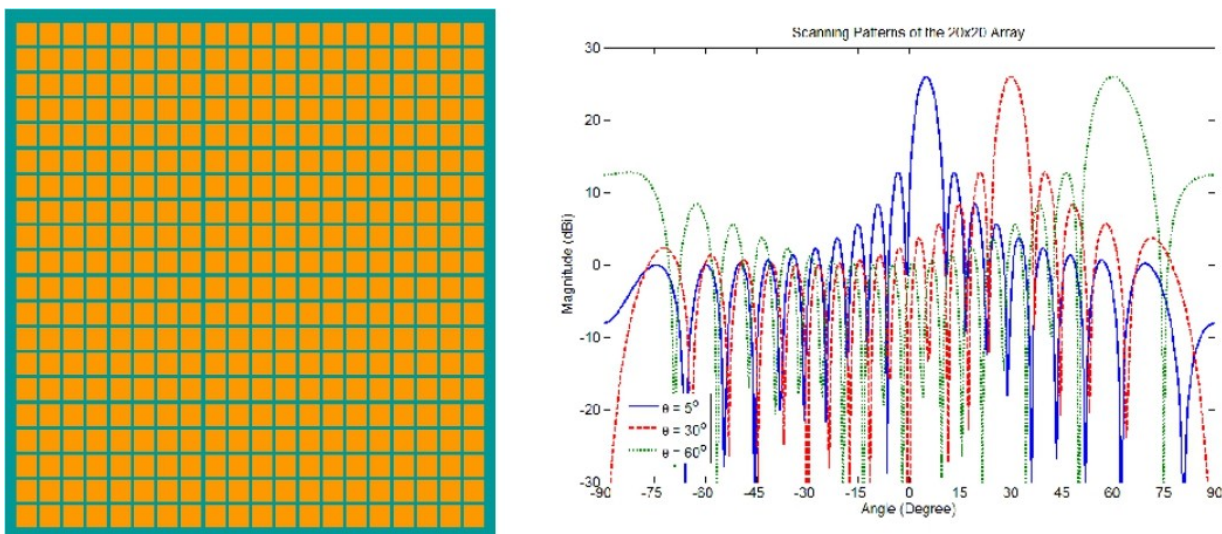 Scanning Patterns of the 20x20 Array
30
20
10
0
-10
-20
-30
Magnitude (dBi)
θ = 5°
θ = 30°
θ = 60°
-90 -75 -60 -45 -30 -15 0 15 30 45 60 75 90
Angle (Degree)